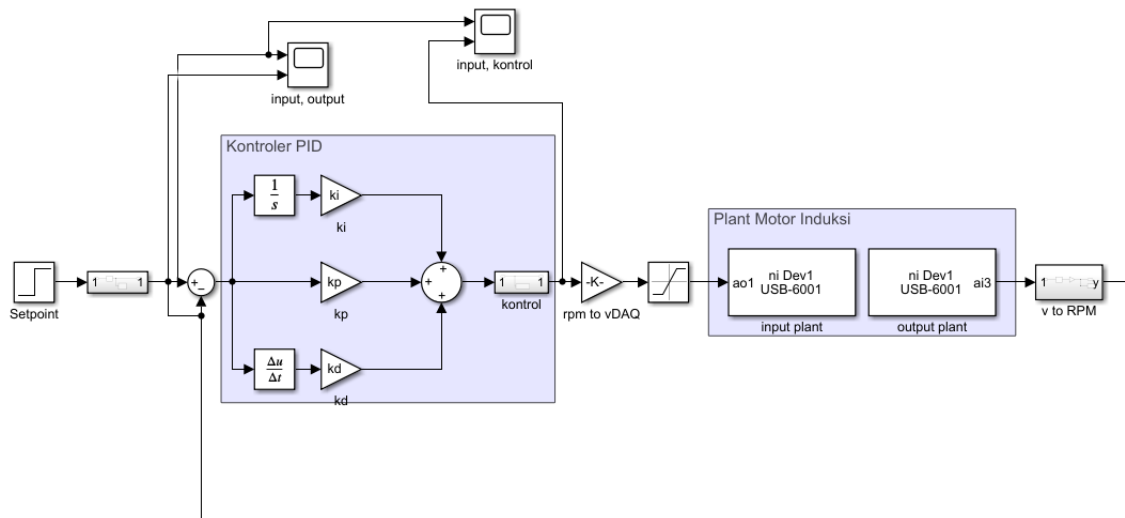 input, kontrol
input, output
Kontroler PID
1
s
ki
ki
Setpoint
1 1
+
−
kp
kp
+
+
+
1 1
kontrol
-K-
rpm to vDAQ
Δu
Δt
kd
kd
Plant Motor Induksi
ao1
ni Dev1
USB-6001
input plant
ni Dev1
USB-6001
ai3
output plant
1 y
v to RPM